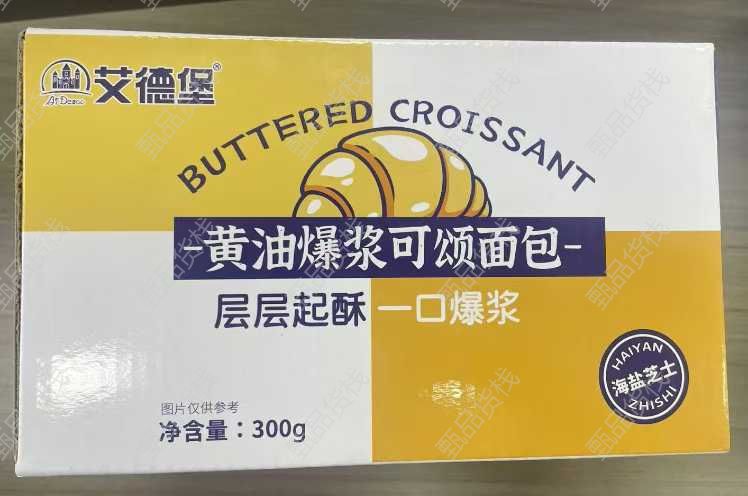 艾德堡®
BUTTERED CROISSANT
-黄油爆浆可颂面包-
层层起酥 一口爆浆
HAIYAN
海盐芝士
ZHISHI
图片仅供参考
净含量：300g
甄品货栈